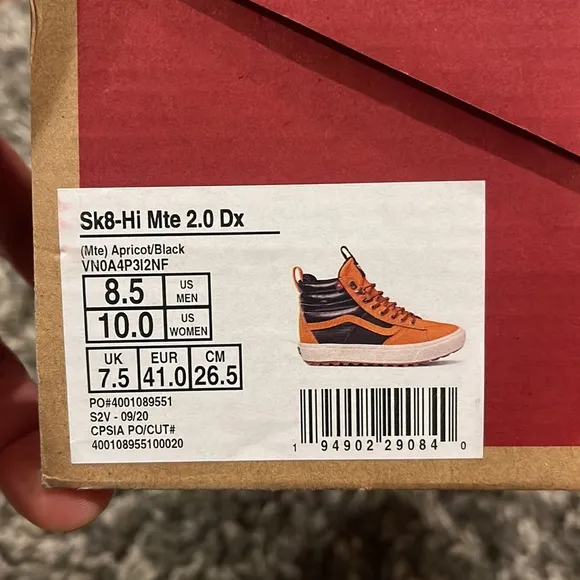 Sk8-Hi Mte 2.0 Dx
(Mte) Apricot/Black
VN0A4P3I2NF
8.5 US MEN
10.0 US WOMEN
UK EUR CM
7.5 41.0 26.5
PO#4001089551
S2V - 09/20
CPSIA PO/CUT#
400108955100020
1 94902 29084 0